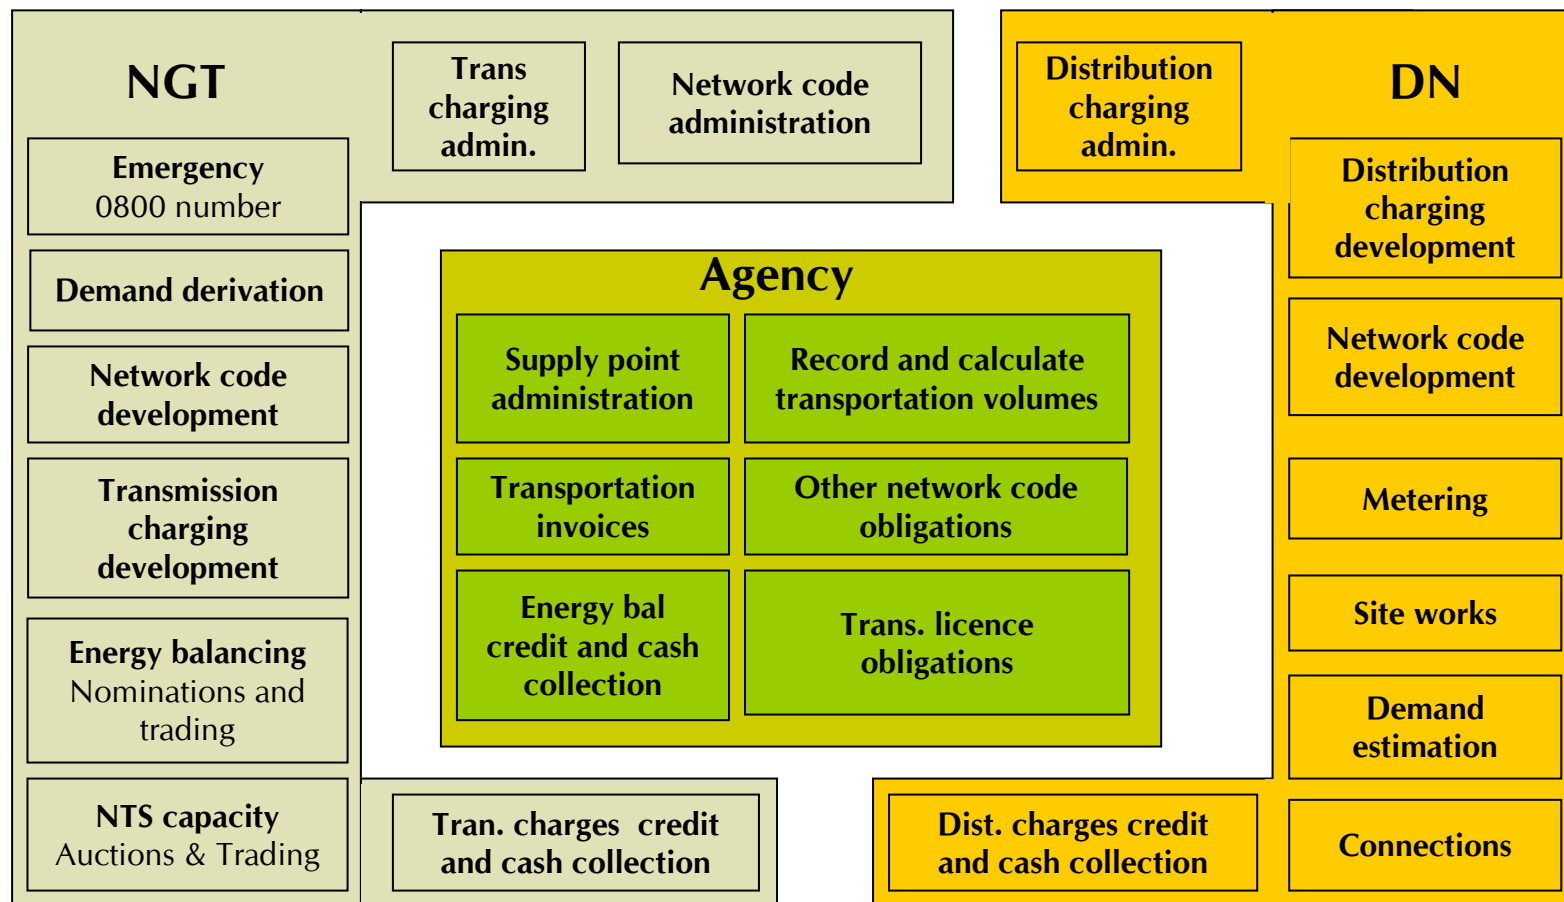 NGT
Trans
charging
admin.
Network code
administration
Emergency
0800 number
Demand derivation
Network code
development
Transmission
charging
development
Energy balancing
Nominations and
trading
NTS capacity
Auctions & Trading
Tran. charges  credit
and cash collection
Agency
Supply point
administration
Record and calculate
transportation volumes
Transportation
invoices
Other network code
obligations
Energy bal
credit and cash
collection
Trans. licence
obligations
Distribution
charging
admin.
DN
Distribution
charging
development
Network code
development
Metering
Site works
Demand
estimation
Dist. charges credit
and cash collection
Connections